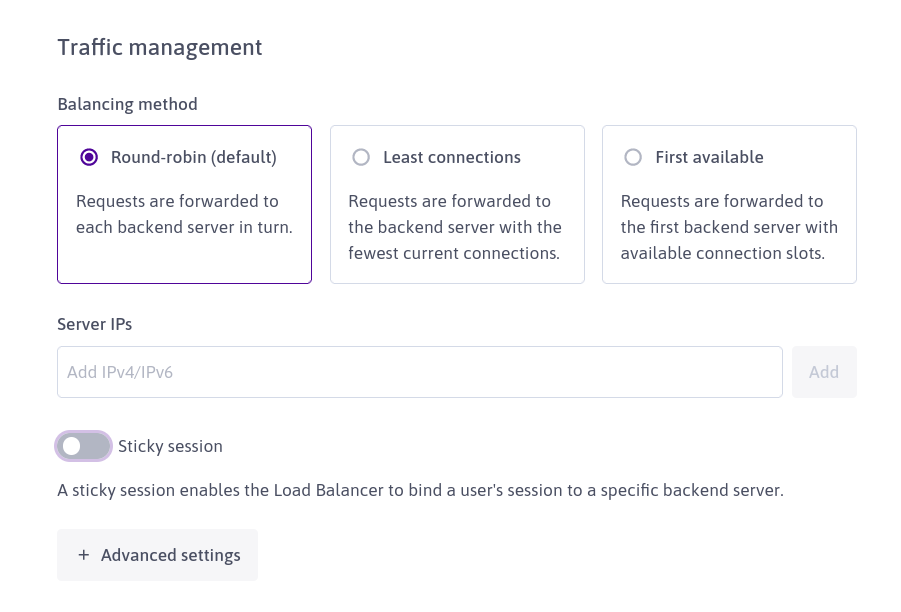 Traffic management
Balancing method
Round-robin (default)
Requests are forwarded to
each backend server in turn.
Least connections
Requests are forwarded to
the backend server with the
fewest current connections.
First available
Requests are forwarded to
the first backend server with
available connection slots.
Server IPs
Add IPv4/IPv6
Add
Sticky session
A sticky session enables the Load Balancer to bind a user's session to a specific backend server.
+ Advanced settings